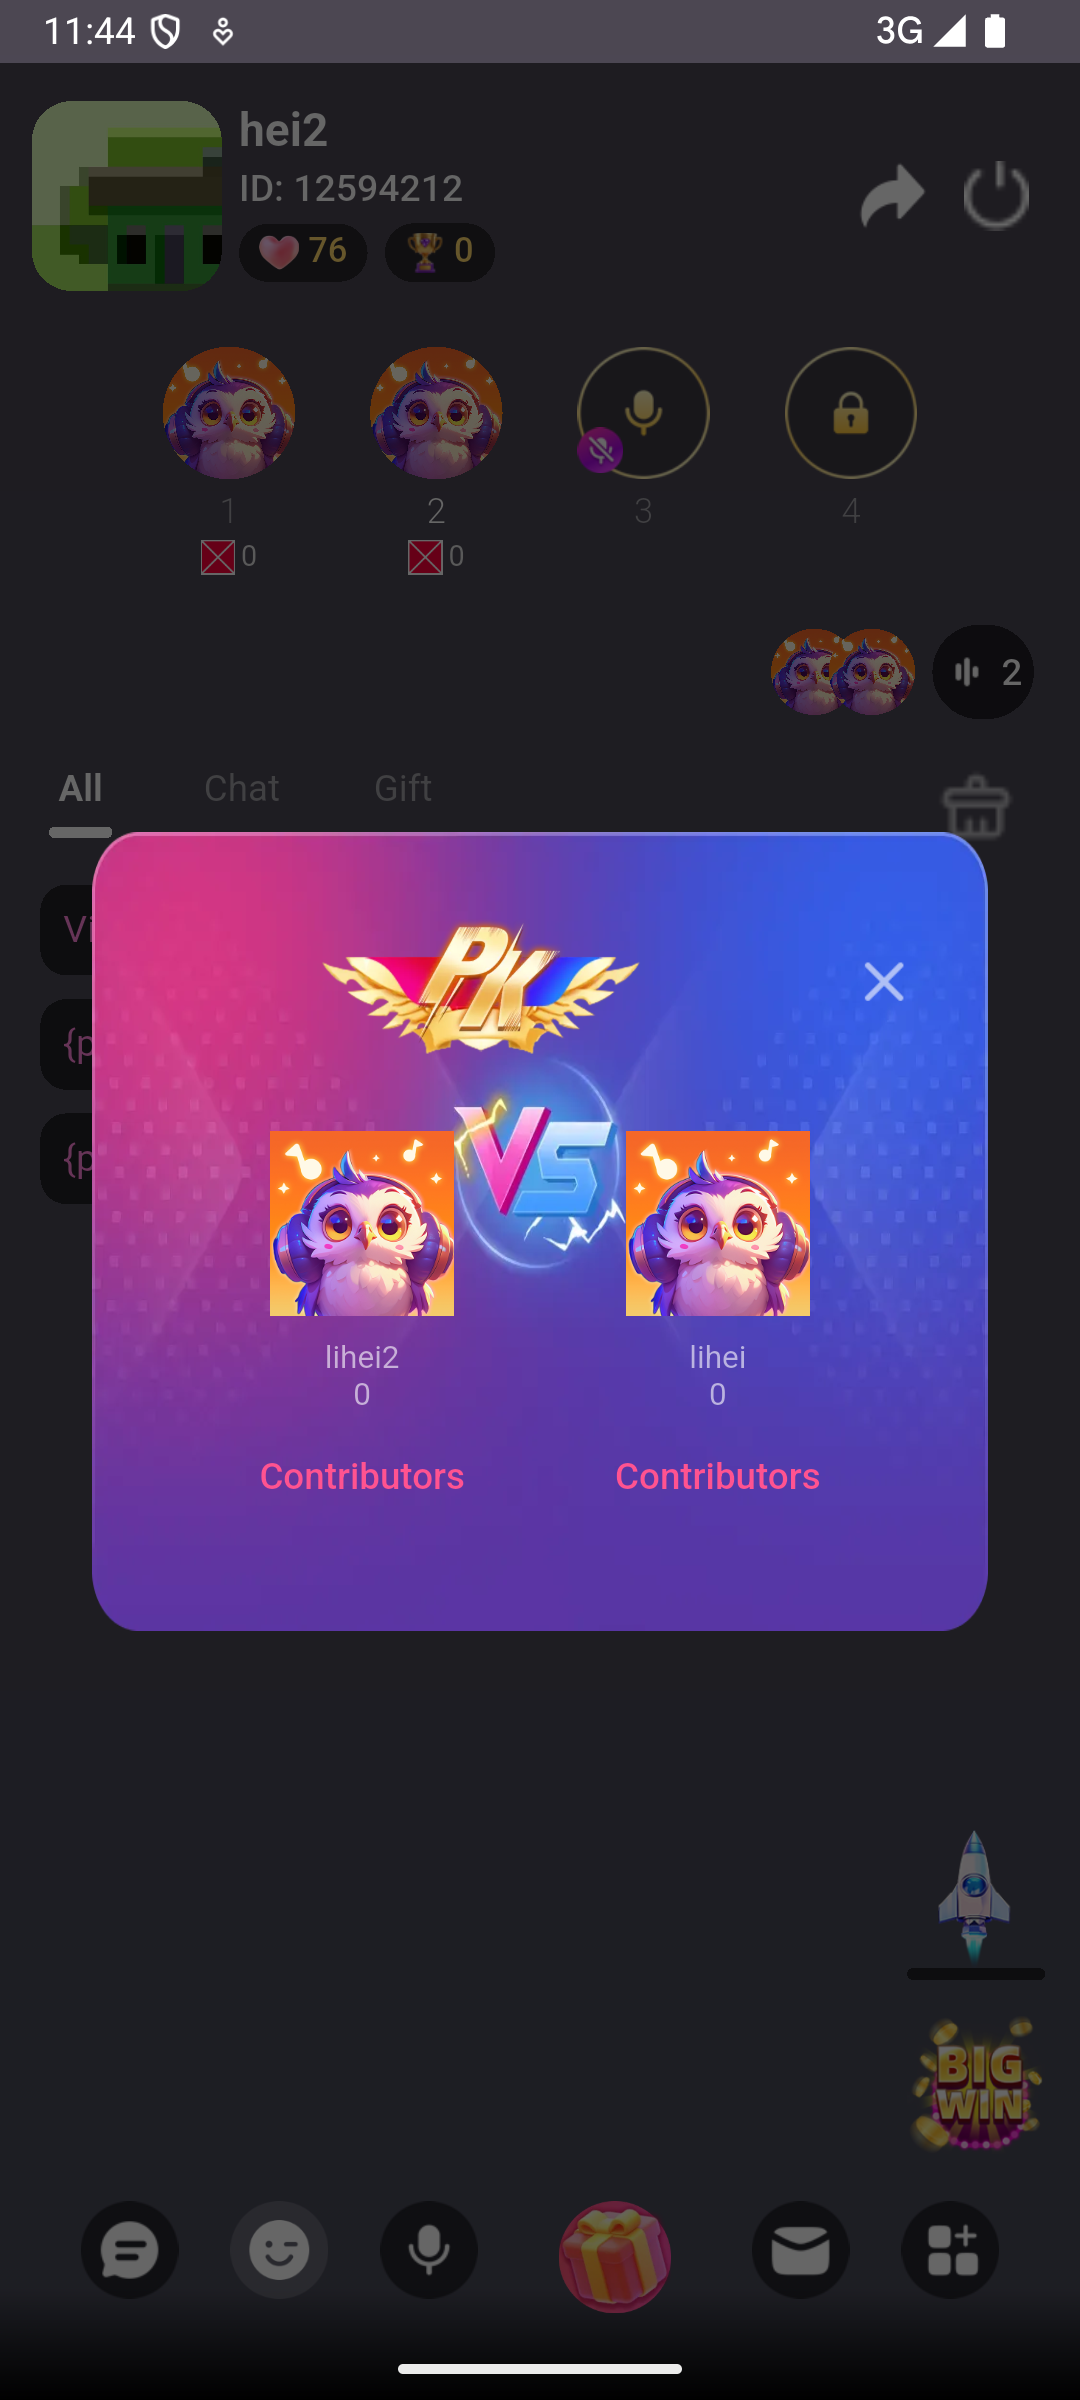 11:44
3G
hei2
ID: 12594212
76
0
1
2
3
4
0
0
2
All
Chat
Gift
Vi
{p
{p
PK
VS
lihei2
lihei
0
0
Contributors
Contributors
BIG
WIN